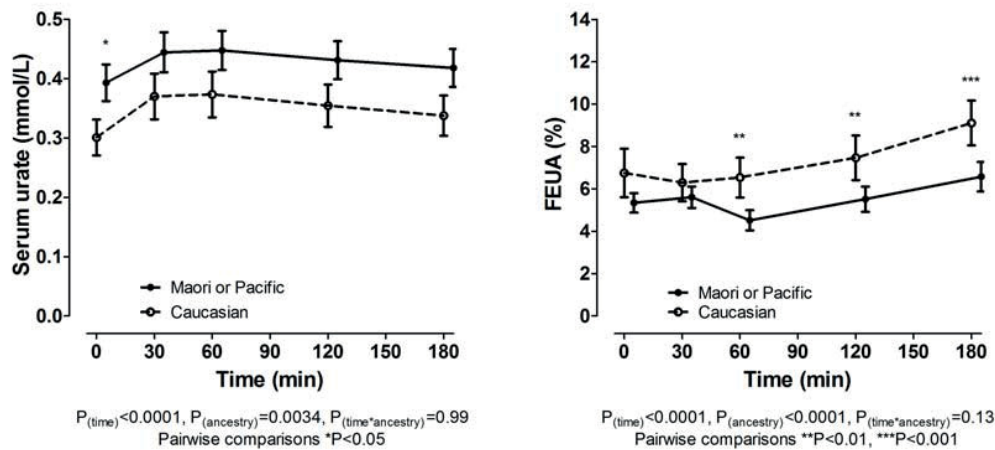 Serum urate (mmol/L)
0.5
0.4
0.3
0.2
0.1
0.0
*
Maori or Pacific
Caucasian
0 30 60 90 120 150 180
Time (min)
P(time)<0.0001, P(ancestry)=0.0034, P(time*ancestry)=0.99
Pairwise comparisons *P<0.05
FEUA (%)
14
12
10
8
6
4
2
0
** ** ***
Maori or Pacific
Caucasian
0 30 60 90 120 150 180
Time (min)
P(time)<0.0001, P(ancestry)<0.0001, P(time*ancestry)=0.13
Pairwise comparisons **P<0.01, ***P<0.001